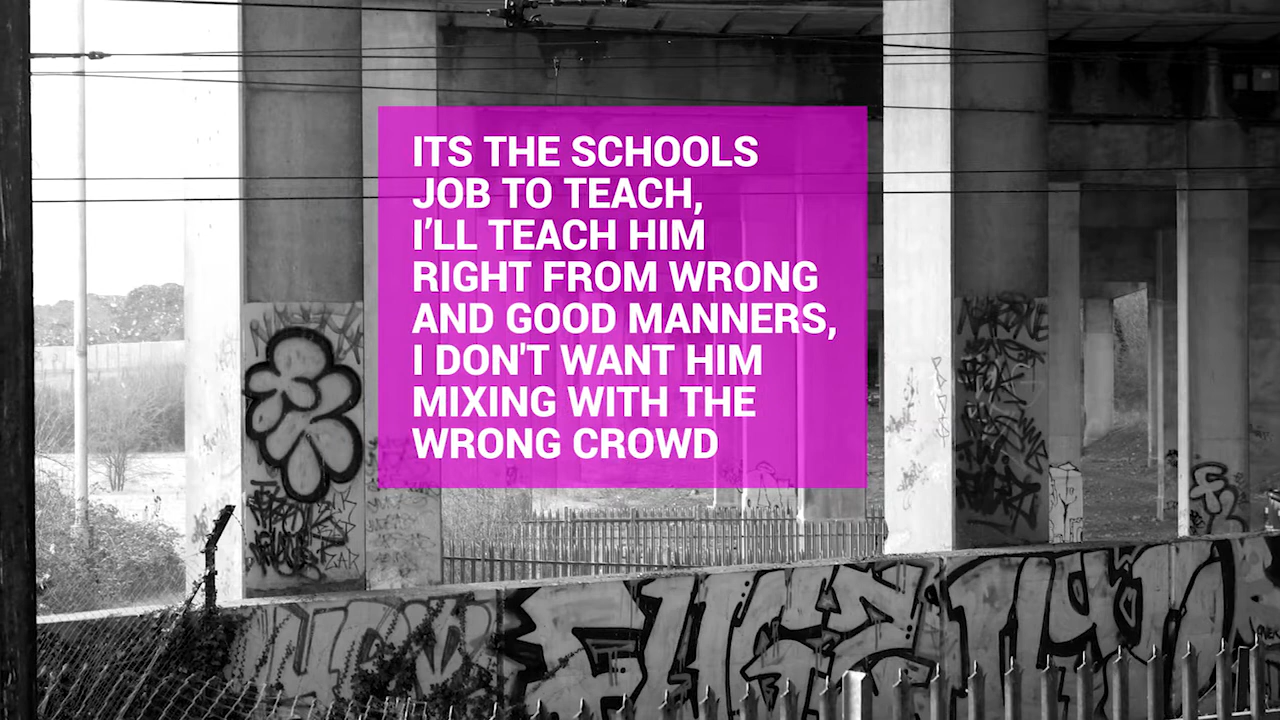 ITS THE SCHOOLS
JOB TO TEACH,
I’LL TEACH HIM
RIGHT FROM WRONG
AND GOOD MANNERS,
I DON'T WANT HIM
MIXING WITH THE
WRONG CROWD
ZAR